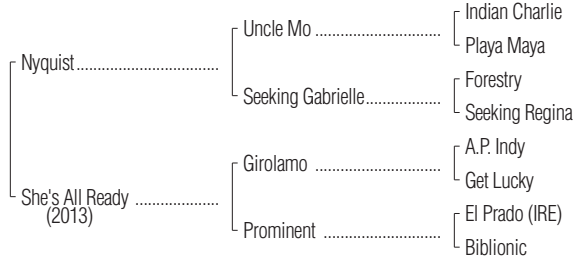 Indian Charlie
Uncle Mo ........................................
Playa Maya
Nyquist ..............................................
Forestry
Seeking Gabrielle ........................
Seeking Regina
A.P. Indy
Girolamo ........................................
Get Lucky
She's All Ready ...........................
(2013)
El Prado (IRE)
Prominent ......................................
Biblionic